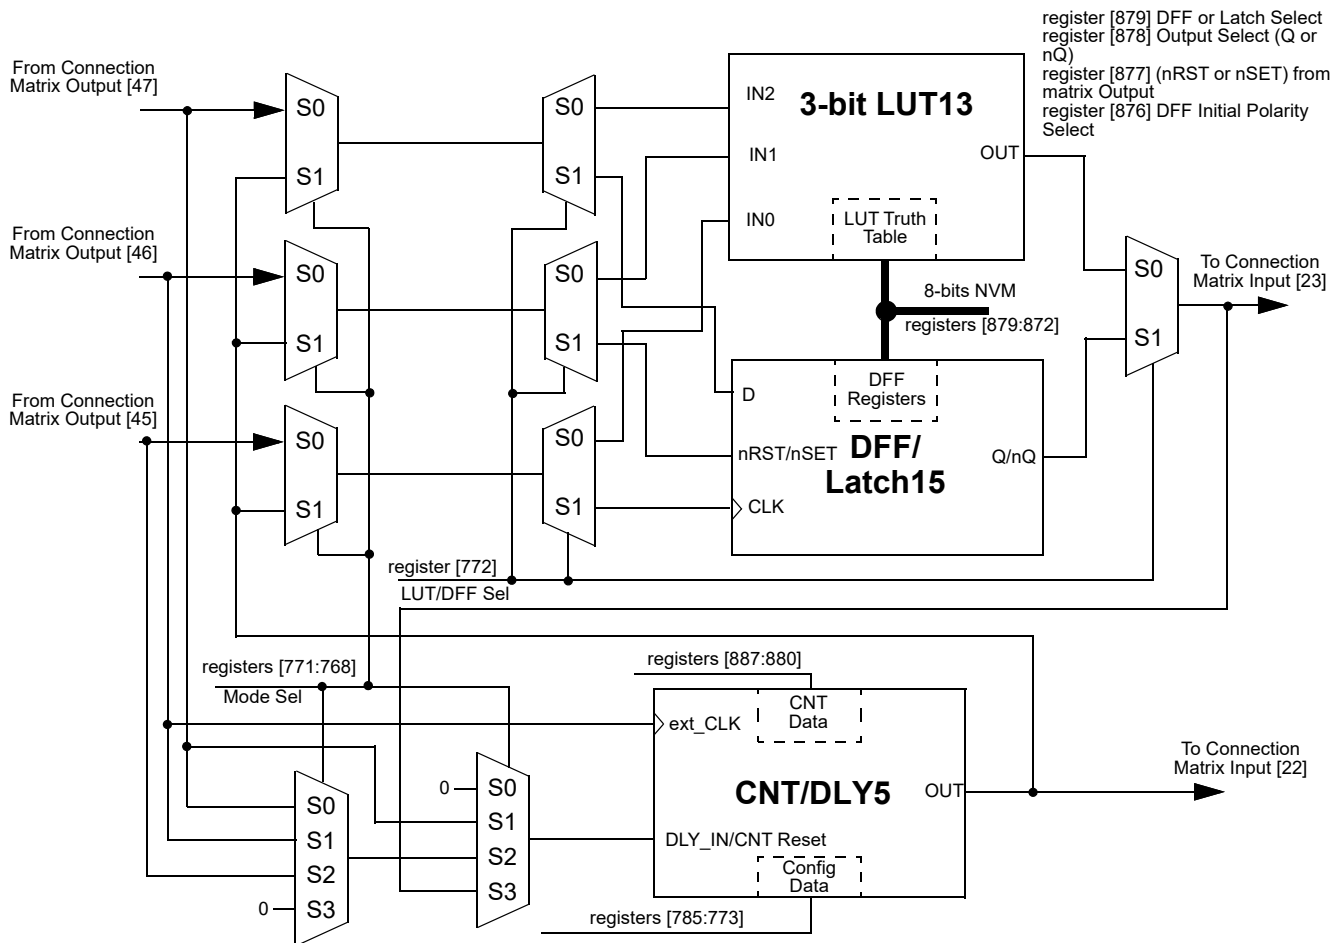 register [879] DFF or Latch Select
register [878] Output Select (Q or
nQ)
register [877] (nRST or nSET) from
matrix Output
register [876] DFF Initial Polarity
Select
From Connection
Matrix Output [47]
S0
S1
S0
S1
IN2
3-bit LUT13
IN1
OUT
IN0
LUT Truth
Table
From Connection
Matrix Output [46]
S0
S1
S0
S1
8-bits NVM
registers [879:872]
S0
S1
To Connection
Matrix Input [23]
From Connection
Matrix Output [45]
S0
S1
S0
S1
DFF
Registers
D
DFF/
Latch15
nRST/nSET
Q/nQ
CLK
register [772]
LUT/DFF Sel
registers [771:768]
Mode Sel
registers [887:880]
CNT
Data
ext_CLK
CNT/DLY5
OUT
To Connection
Matrix Input [22]
DLY_IN/CNT Reset
Config
Data
registers [785:773]
0
S0
S1
S2
S3
S0
S1
S2
0
S3